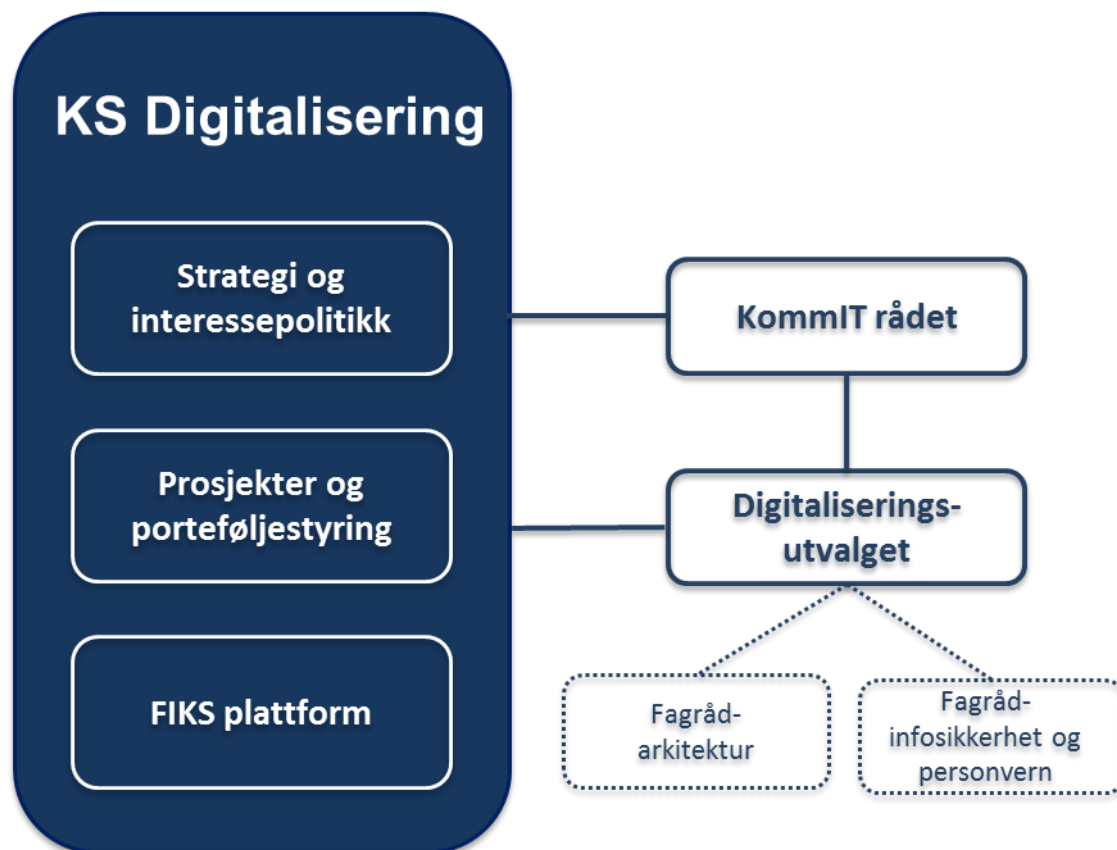 KS Digitalisering
Strategi og
interessepolitikk
Prosjekter og
porteføljestyring
FIKS plattform
KommIT rådet
Digitaliserings-
utvalget
Fagråd-
arkitektur
Fagråd-
infosikkerhet og
personvern